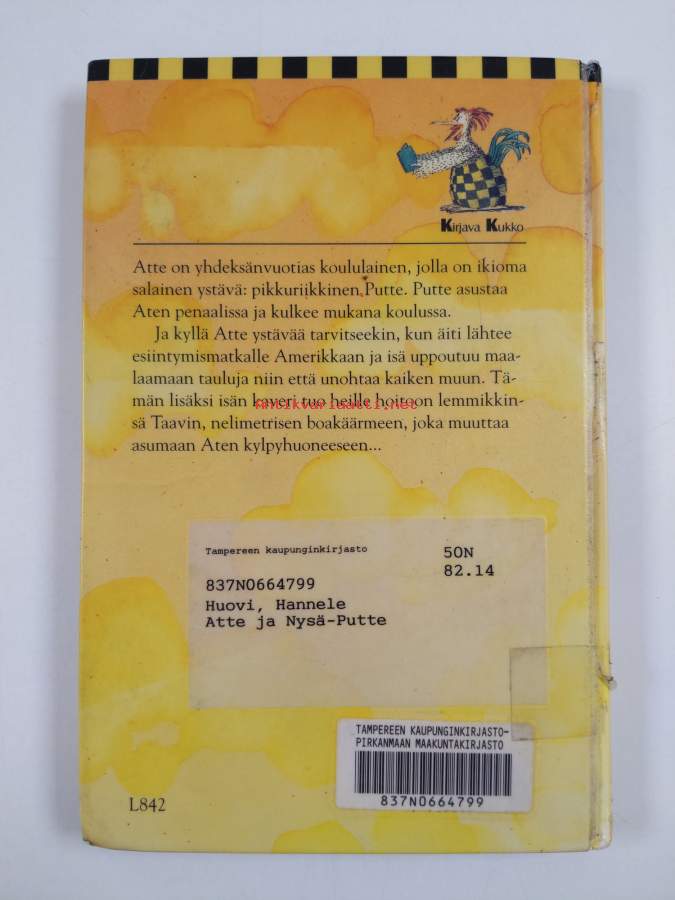 Kirjava Kukko
Atte on yhdeksänvuotias koululainen, jolla on ikioma
salainen ystävä: pikkuriikkinen Putte. Putte asustaa
Aten penaalissa ja kulkee mukana koulussa.
Ja kyllä Atte ystävää tarvitseekin, kun äiti lähtee
esiintymismatkalle Amerikkaan ja isä uppoutuu maa-
laamaan tauluja niin että unohtaa kaiken muun. Tä-
män lisäksi isän kaveri tuo heille hoitoon lemmikkin-
antikvariaatti.net
sä Taavin, nelimetrisen boakäärmeen, joka muuttaa
asumaan Aten kylpyhuoneeseen...
Tampereen kaupunginkirjasto
50N
82.14
837N0664799
Huovi, Hannele
Atte ja Nysä-Putte
TAMPEREEN KAUPUNGINKIRJASTO-
PIRKANMAAN MAAKUNTAKIRJASTO
837N0664799
L842